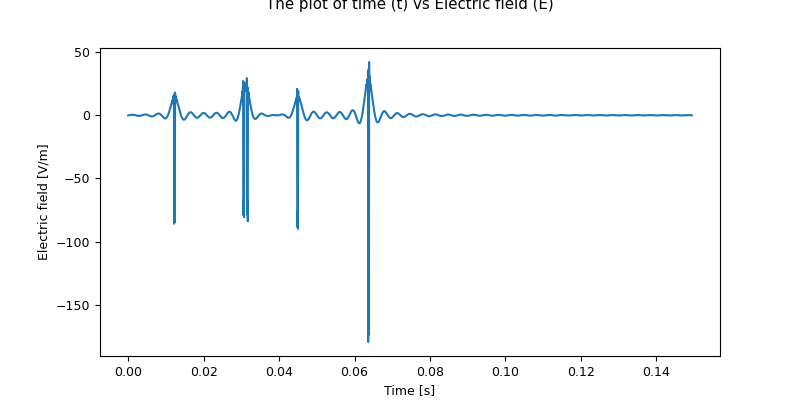 The plot of time (t) vs Electric field (E)
50
0
−50
−100
−150
Electric field [V/m]
0.00 0.02 0.04 0.06 0.08 0.10 0.12 0.14
Time [s]